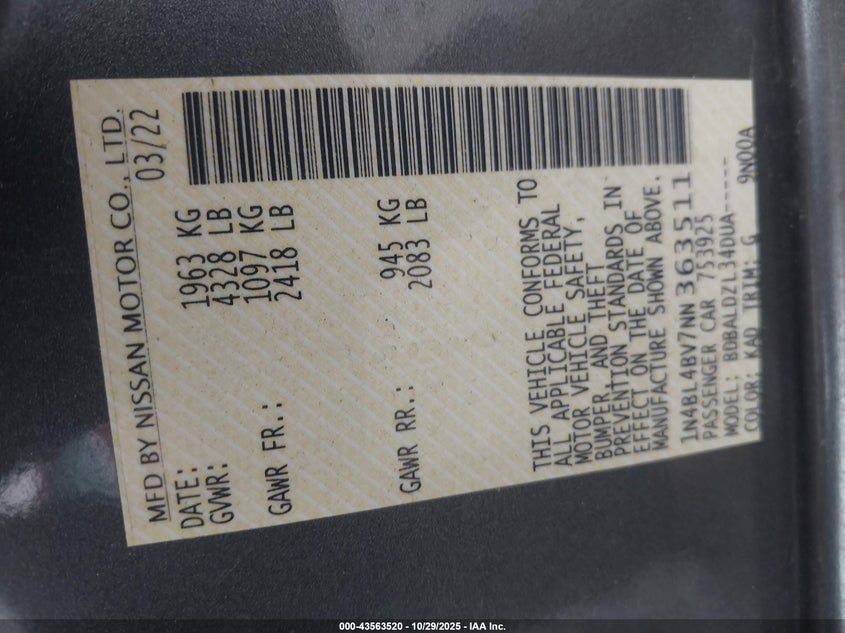 MFD BY NISSAN MOTOR CO., LTD.
DATE: 03/22
GVWR: 1963 KG
4328 LB
GAWR FR.: 1097 KG
2418 LB
GAWR RR.: 945 KG
2083 LB
THIS VEHICLE CONFORMS TO
ALL APPLICABLE FEDERAL
MOTOR VEHICLE SAFETY,
BUMPER AND THEFT
PREVENTION STANDARDS IN
EFFECT ON THE DATE OF
MANUFACTURE SHOWN ABOVE.
1N4BL4BV7NN363511
PASSENGER CAR 753925
MODEL: BDBALDZL34DUA-----
COLOR: KAD TRIM: G 9N00A
000-43563520 - 10/29/2025 - IAA Inc.